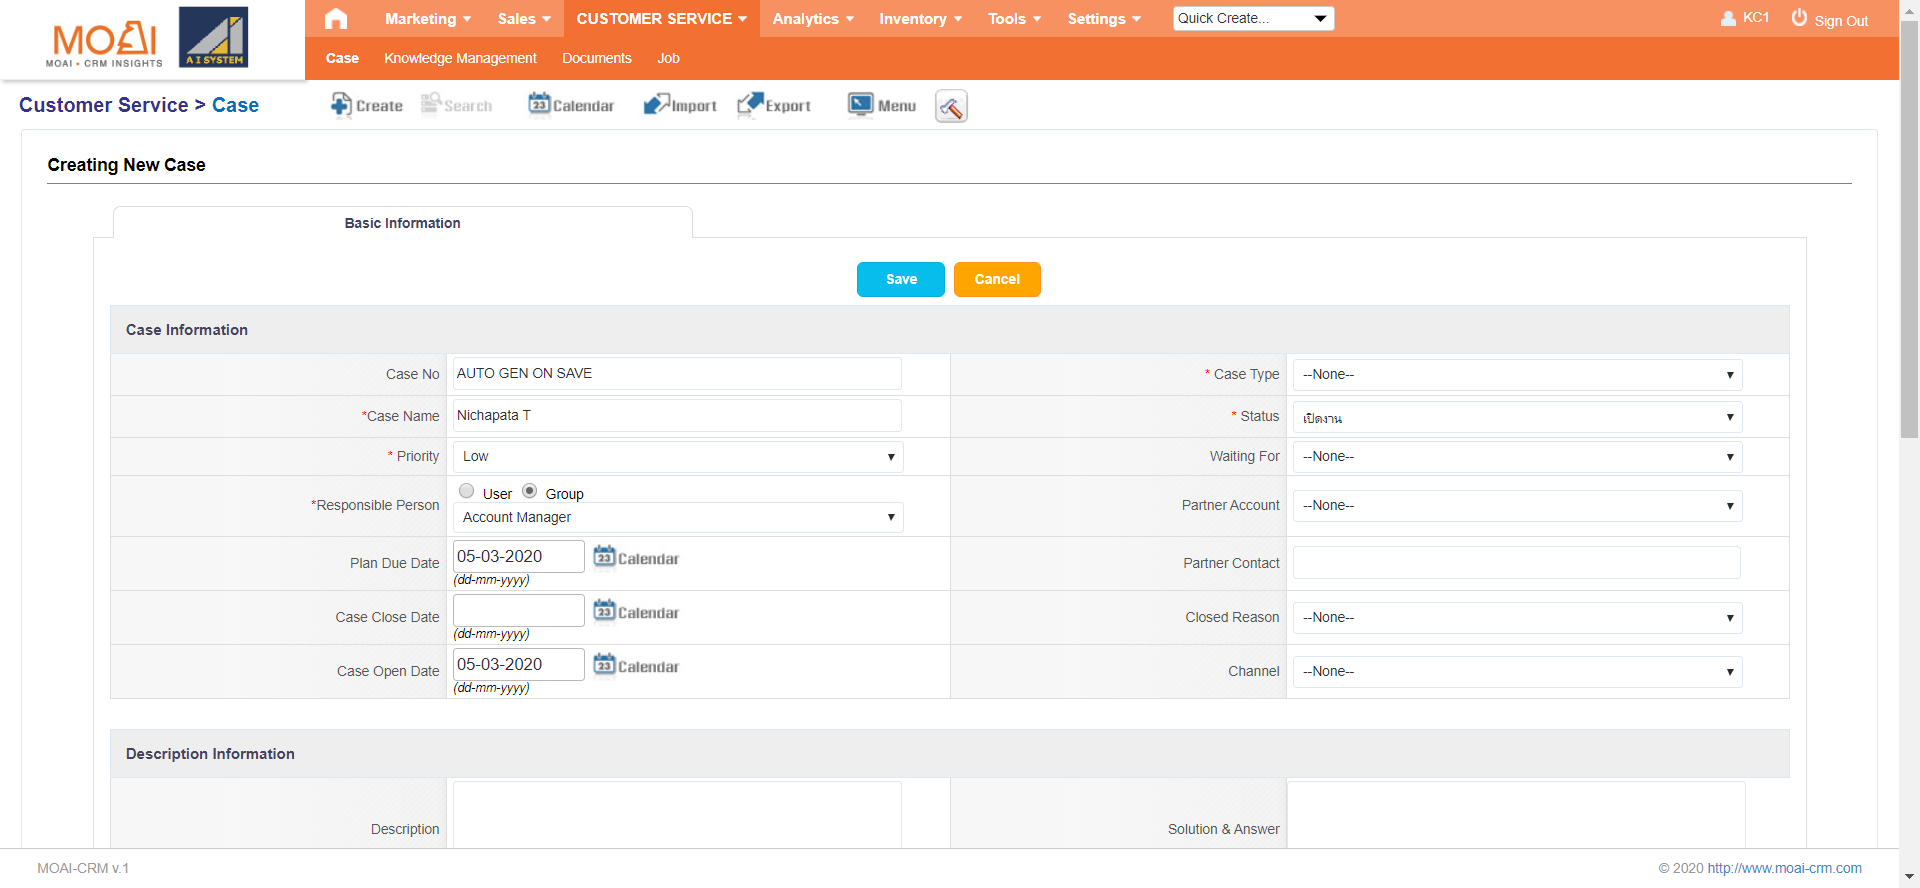 MOAI
MOAI • CRM INSIGHTS
A I SYSTEM
Marketing Sales CUSTOMER SERVICE Analytics Inventory Tools Settings Quick Create... KC1 Sign Out
Case Knowledge Management Documents Job
Customer Service > Case Create Search 23 Calendar Import Export Menu
Creating New Case
Basic Information
Save Cancel
Case Information
Case No AUTO GEN ON SAVE * Case Type --None--
*Case Name Nichapata T * Status เปิดงาน
* Priority Low Waiting For --None--
*Responsible Person User Group Account Manager Partner Account --None--
Plan Due Date 05-03-2020 23 Calendar Partner Contact
(dd-mm-yyyy)
Case Close Date 23 Calendar Closed Reason --None--
(dd-mm-yyyy)
Case Open Date 05-03-2020 23 Calendar Channel --None--
(dd-mm-yyyy)
Description Information
Description Solution & Answer
MOAI-CRM v.1 © 2020 http://www.moai-crm.com